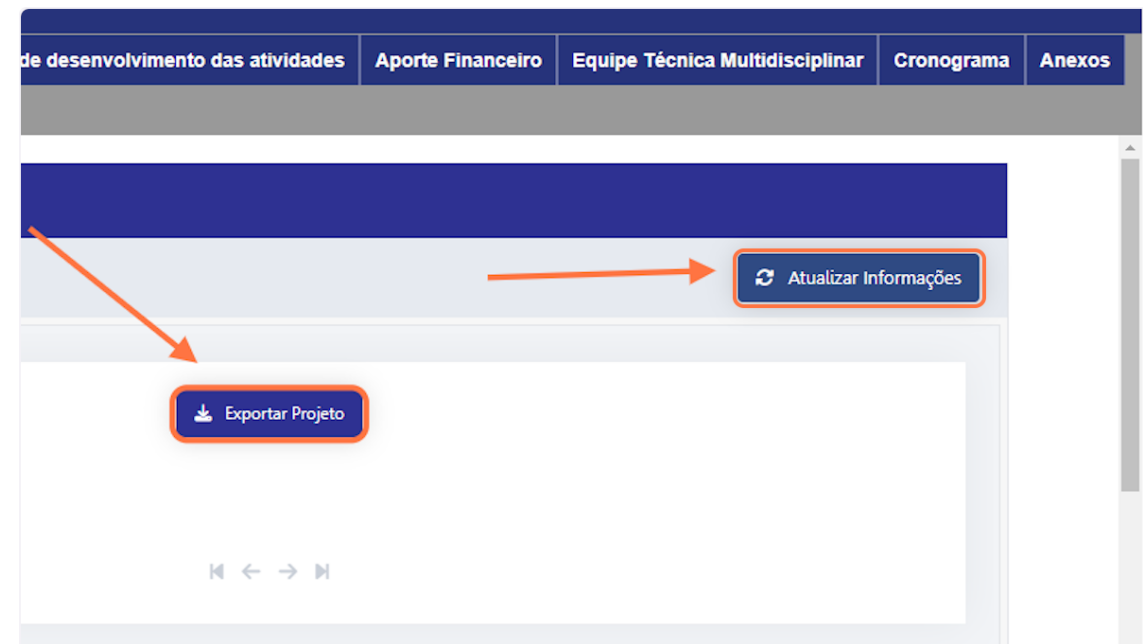 de desenvolvimento das atividades Aporte Financeiro Equipe Técnica Multidisciplinar Cronograma Anexos
Atualizar Informações
Exportar Projeto